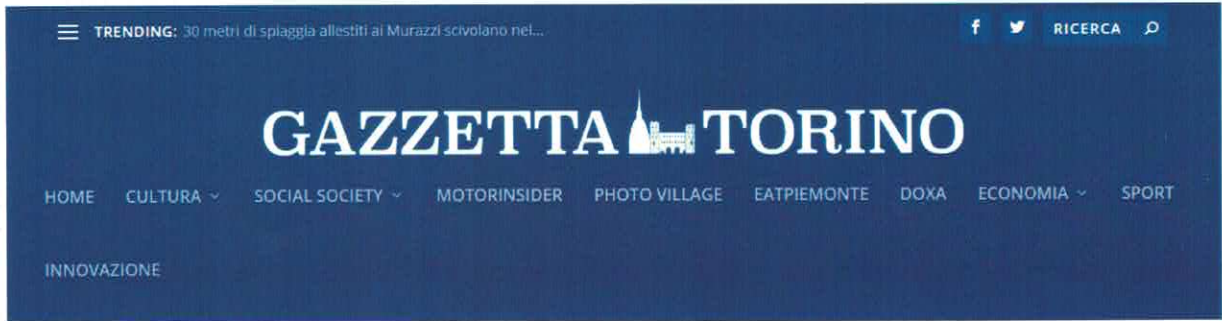 TRENDING: 30 metri di spiaggia allestiti ai Murazzi scivolano nel...
RICERCA
GAZZETTA TORINO
HOME CULTURA SOCIAL SOCIETY MOTORINSIDER PHOTO VILLAGE EATPIEMONTE DOXA ECONOMIA SPORT
INNOVAZIONE